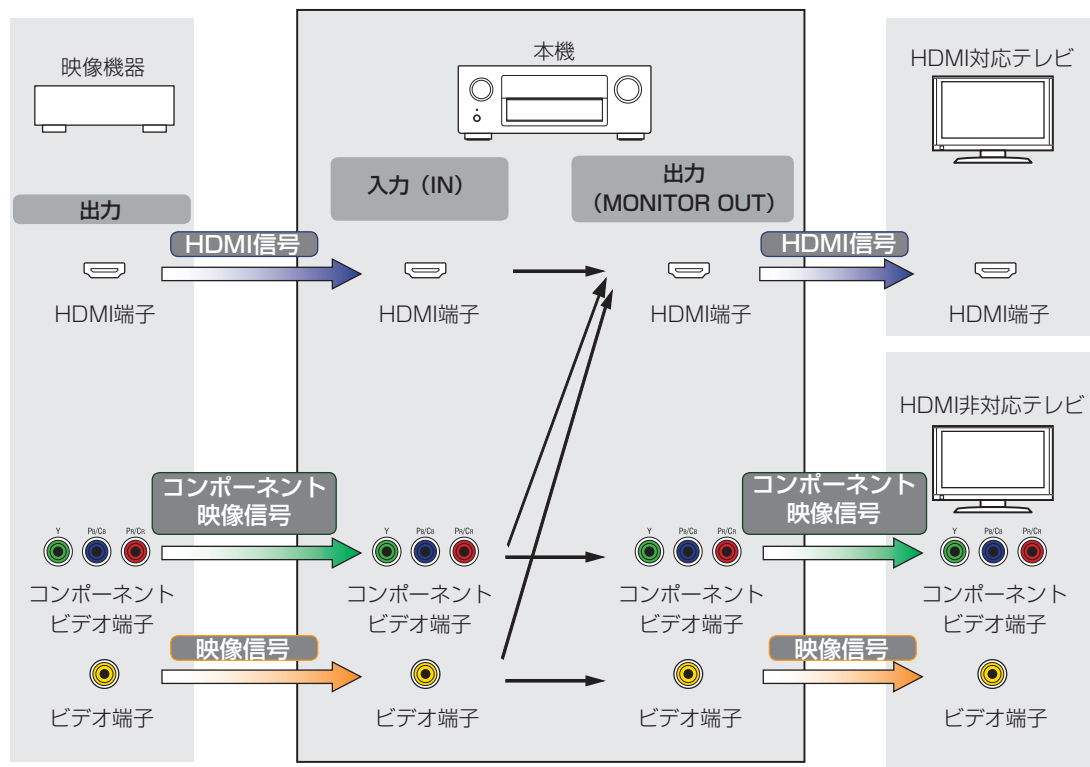 映像機器
本機
HDMI対応テレビ
出力
入力（IN）
出力
（MONITOR OUT）
HDMI信号
HDMI信号
HDMI端子
HDMI端子
HDMI端子
HDMI端子
HDMI非対応テレビ
コンポーネント
映像信号
コンポーネント
映像信号
Y PB/CB PR/CR
Y PB/CB PR/CR
Y PB/CB PR/CR
Y PB/CB PR/CR
コンポーネント
ビデオ端子
コンポーネント
ビデオ端子
コンポーネント
ビデオ端子
コンポーネント
ビデオ端子
映像信号
映像信号
ビデオ端子
ビデオ端子
ビデオ端子
ビデオ端子